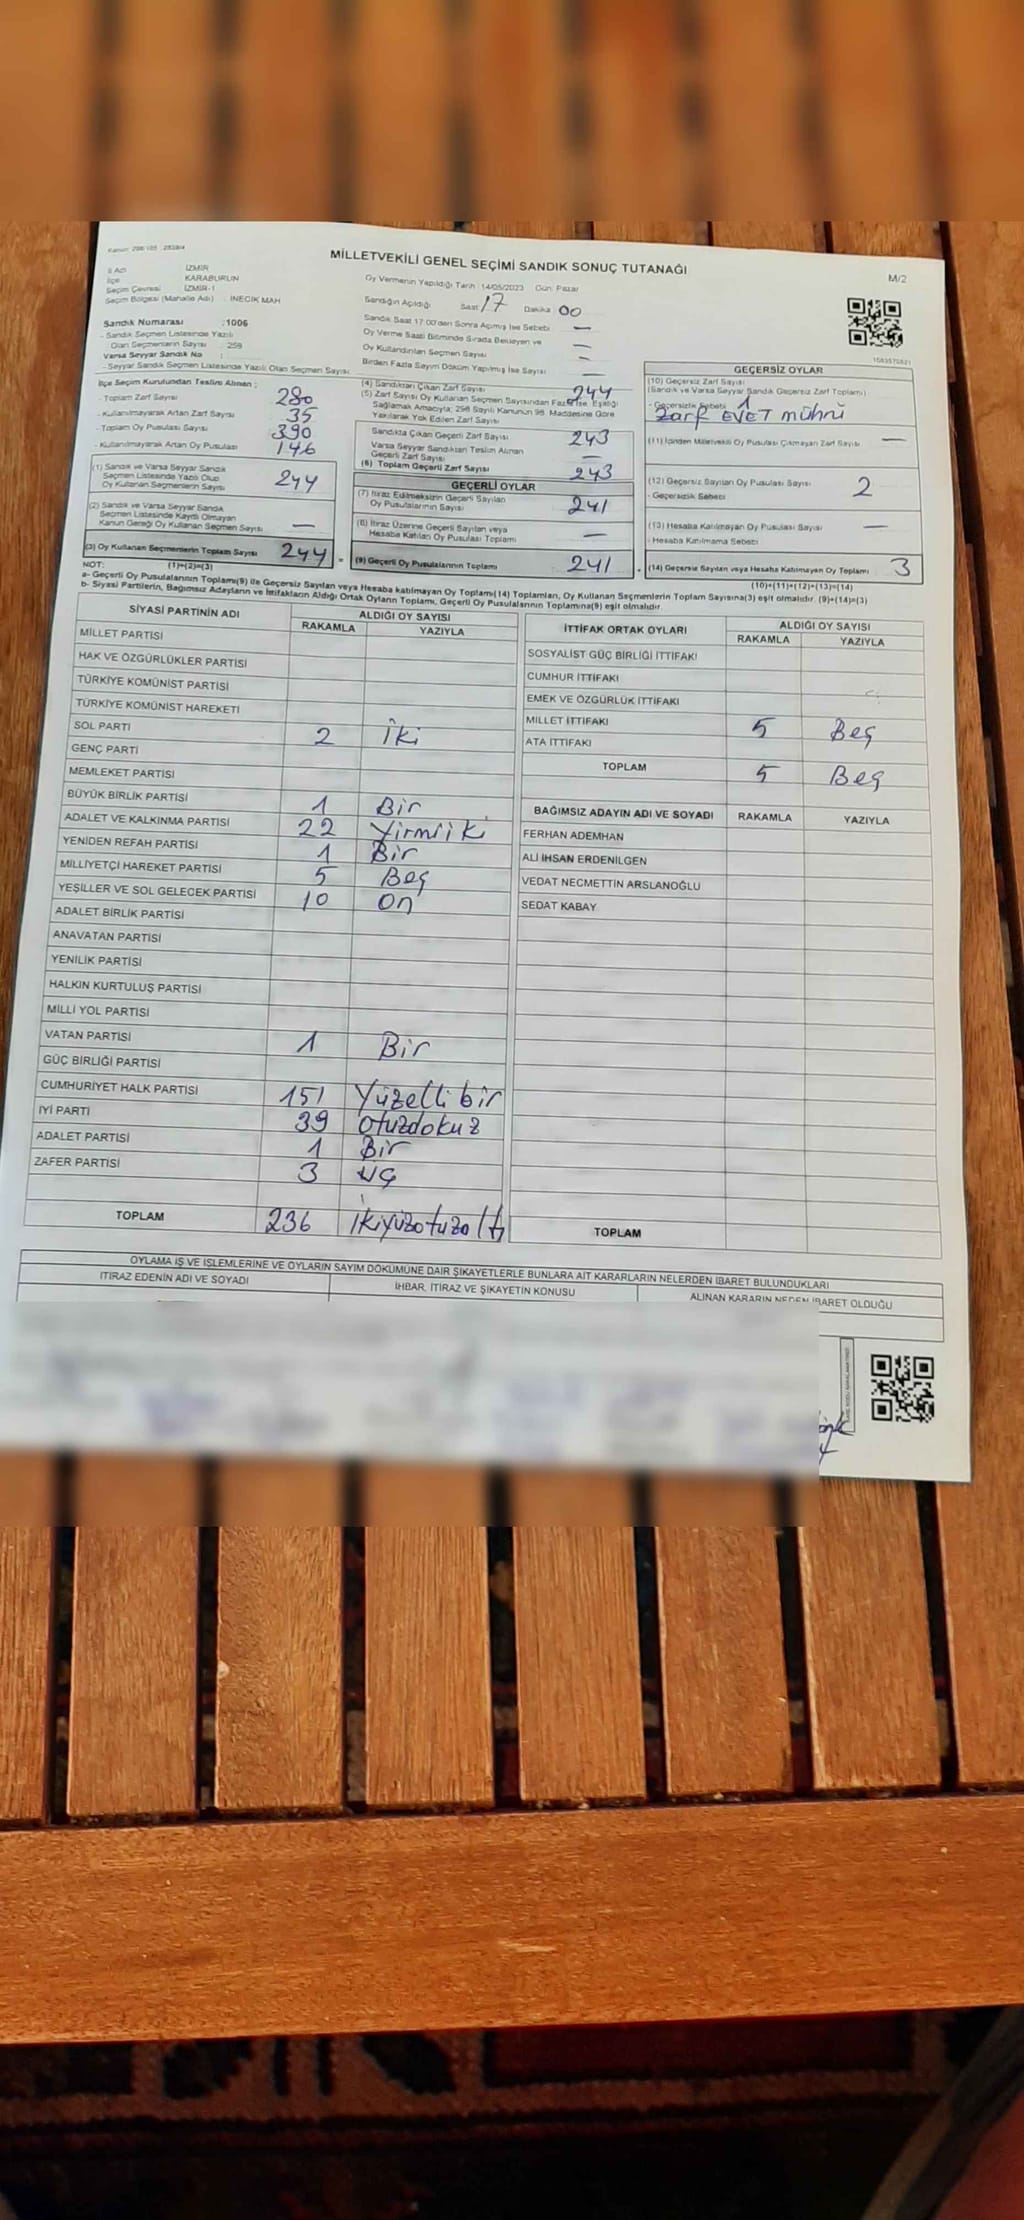 Kanun: 298/105 : 2839/4
MİLLETVEKİLİ GENEL SEÇİMİ SANDIK SONUÇ TUTANAĞI
M/2
İl Adı : İZMİR
İlçe : KARABURUN
Seçim Çevresi : İZMİR-1
Seçim Bölgesi (Mahalle Adı) : İNECİK MAH
Oy Vermenin Yapıldığı Tarih : 14/05/2023 Gün: Pazar
Sandığın Açıldığı Saat: 17 Dakika: 00
Sandık Saat 17:00'den Sonra Açılmış İse Sebebi —
Oy Verme Saati Bitiminde Sırada Bekleyen ve
Oy Kullandırılan Seçmen Sayısı —
Birden Fazla Sayım Döküm Yapılmış İse Sayısı —
Sandık Numarası : 1006
- Sandık Seçmen Listesinde Yazılı
Olan Seçmenlerin Sayısı : 259
Varsa Seyyar Sandık No :
- Seyyar Sandık Seçmen Listesinde Yazılı Olan Seçmen Sayısı
İlçe Seçim Kurulundan Teslim Alınan ;
- Toplam Zarf Sayısı 280
- Kullanılmayarak Artan Zarf Sayısı 35
- Toplam Oy Pusulası Sayısı 390
- Kullanılmayarak Artan Oy Pusulası 146
(1) Sandık ve Varsa Seyyar Sandık
Seçmen Listesinde Yazılı Olup
Oy Kullanan Seçmenlerin Sayısı 244
(2) Sandık ve Varsa Seyyar Sandık
Seçmen Listesinde Kayıtlı Olmayan
Kanun Gereği Oy Kullanan Seçmen Sayısı —
(3) Oy Kullanan Seçmenlerin Toplam Sayısı 244
(4) Sandıktan Çıkan Zarf Sayısı 244
(5) Zarf Sayısı Oy Kullanan Seçmen Sayısından Fazla İse, Eşitliği
Sağlamak Amacıyla, 298 Sayılı Kanunun 98. Maddesine Göre
Yakılarak Yok Edilen Zarf Sayısı
Sandıkta Çıkan Geçerli Zarf Sayısı 243
Varsa Seyyar Sandıktan Teslim Alınan
Geçerli Zarf Sayısı —
(6) Toplam Geçerli Zarf Sayısı 243
GEÇERLİ OYLAR
(7) İtiraz Edilmeksizin Geçerli Sayılan
Oy Pusulalarının Sayısı 241
(8) İtiraz Üzerine Geçerli Sayılan veya
Hesaba Katılan Oy Pusulası Toplamı —
(9) Geçerli Oy Pusulalarının Toplamı 241
1593575521
GEÇERSİZ OYLAR
(10) Geçersiz Zarf Sayısı
(Sandık ve Varsa Seyyar Sandık Geçersiz Zarf Toplamı) 1
- Geçersizlik Sebebi
Zarf EVET mührü
(11) İçinden Milletvekili Oy Pusulası Çıkmayan Zarf Sayısı —
(12) Geçersiz Sayılan Oy Pusulası Sayısı 2
- Geçersizlik Sebebi
(13) Hesaba Katılmayan Oy Pusulası Sayısı —
- Hesaba Katılmama Sebebi
(14) Geçersiz Sayılan veya Hesaba Katılmayan Oy Toplamı 3
NOT: (1)+(2)=(3)
(10)+(11)+(12)+(13)=(14)
a- Geçerli Oy Pusulalarının Toplamı(9) ile Geçersiz Sayılan veya Hesaba katılmayan Oy Toplamı(14) Toplamları, Oy Kullanan Seçmenlerin Toplam Sayısına(3) eşit olmalıdır. (9)+(14)=(3)
b- Siyasi Partilerin, Bağımsız Adayların ve İttifakların Aldığı Ortak Oyların Toplamı, Geçerli Oy Pusulalarının Toplamına(9) eşit olmalıdır.
SİYASİ PARTİNİN ADI ALDIĞI OY SAYISI
RAKAMLA YAZIYLA
MİLLET PARTİSİ
HAK VE ÖZGÜRLÜKLER PARTİSİ
TÜRKİYE KOMÜNİST PARTİSİ
TÜRKİYE KOMÜNİST HAREKETİ
SOL PARTİ 2 İki
GENÇ PARTİ
MEMLEKET PARTİSİ
BÜYÜK BİRLİK PARTİSİ 1 Bir
ADALET VE KALKINMA PARTİSİ 22 Yirmiiki
YENİDEN REFAH PARTİSİ 1 Bir
MİLLİYETÇİ HAREKET PARTİSİ 5 Beş
YEŞİLLER VE SOL GELECEK PARTİSİ 10 On
ADALET BİRLİK PARTİSİ
ANAVATAN PARTİSİ
YENİLİK PARTİSİ
HALKIN KURTULUŞ PARTİSİ
MİLLİ YOL PARTİSİ
VATAN PARTİSİ 1 Bir
GÜÇ BİRLİĞİ PARTİSİ
CUMHURİYET HALK PARTİSİ 151 Yüzellibir
İYİ PARTİ 39 Otuzdokuz
ADALET PARTİSİ 1 Bir
ZAFER PARTİSİ 3 üç
TOPLAM 236 İkiyüzotuzaltı
İTTİFAK ORTAK OYLARI ALDIĞI OY SAYISI
RAKAMLA YAZIYLA
SOSYALİST GÜÇ BİRLİĞİ İTTİFAKI
CUMHUR İTTİFAKI
EMEK VE ÖZGÜRLÜK İTTİFAKI
MİLLET İTTİFAKI 5 Beş
ATA İTTİFAKI
TOPLAM 5 Beş
BAĞIMSIZ ADAYIN ADI VE SOYADI RAKAMLA YAZIYLA
FERHAN ADEMHAN
ALİ İHSAN ERDENİLGEN
VEDAT NECMETTİN ARSLANOĞLU
SEDAT KABAY
TOPLAM
OYLAMA İŞ VE İŞLEMLERİNE VE OYLARIN SAYIM DÖKÜMÜNE DAİR ŞİKAYETLERLE BUNLARA AİT KARARLARIN NELERDEN İBARET BULUNDUKLARI
İTİRAZ EDENİN ADI VE SOYADI İHBAR, İTİRAZ VE ŞİKAYETİN KONUSU ALINAN KARARIN NEDEN İBARET OLDUĞU